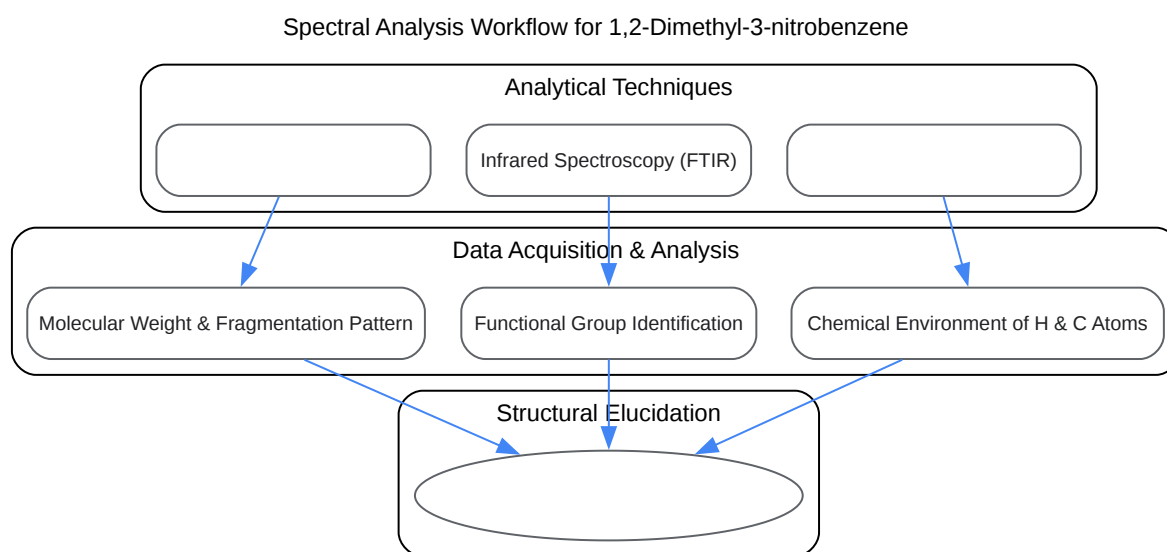 Spectral Analysis Workflow for 1,2-Dimethyl-3-nitrobenzene
Analytical Techniques
Infrared Spectroscopy (FTIR)
Data Acquisition & Analysis
Molecular Weight & Fragmentation Pattern
Functional Group Identification
Chemical Environment of H & C Atoms
Structural Elucidation